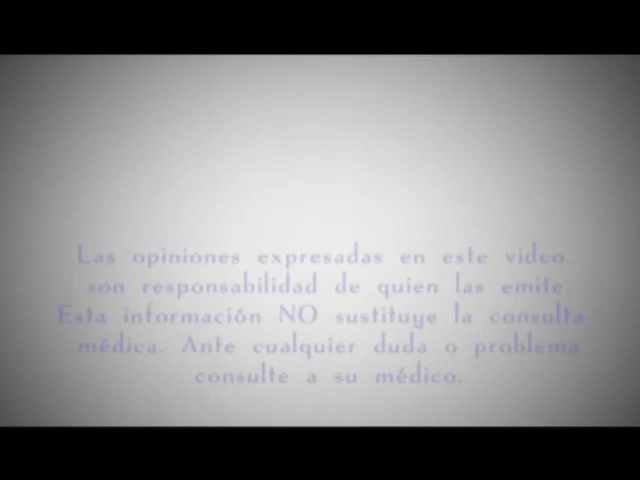 Las opiniones expresadas en este video
son responsabilidad de quien las emite.
Esta información NO sustituye la consulta
médica. Ante cualquier duda o problema
consulte a su médico.